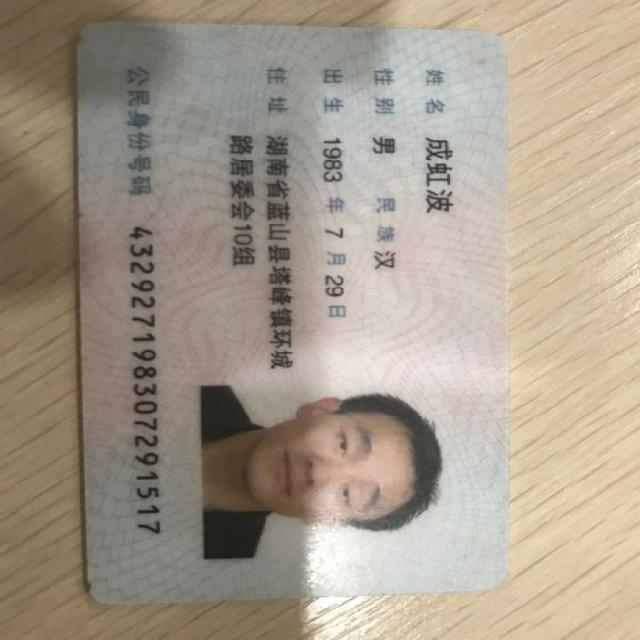 姓名 成虹波
性别 男 民族 汉
出生 1983 年 7 月 29 日
住址 湖南省蓝山县塔峰镇环城
路居委会10组
公民身份号码 432927198307291517